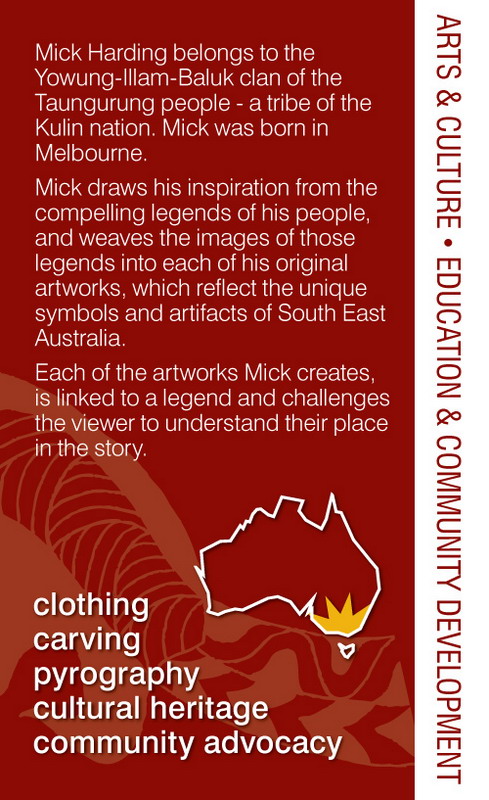 Mick Harding belongs to the
Yowung-Illam-Baluk clan of the
Taungurung people - a tribe of the
Kulin nation. Mick was born in
Melbourne.
Mick draws his inspiration from the
compelling legends of his people,
and weaves the images of those
legends into each of his original
artworks, which reflect the unique
symbols and artifacts of South East
Australia.
Each of the artworks Mick creates,
is linked to a legend and challenges
the viewer to understand their place
in the story.
clothing
carving
pyrography
cultural heritage
community advocacy
ARTS & CULTURE • EDUCATION & COMMUNITY DEVELOPMENT